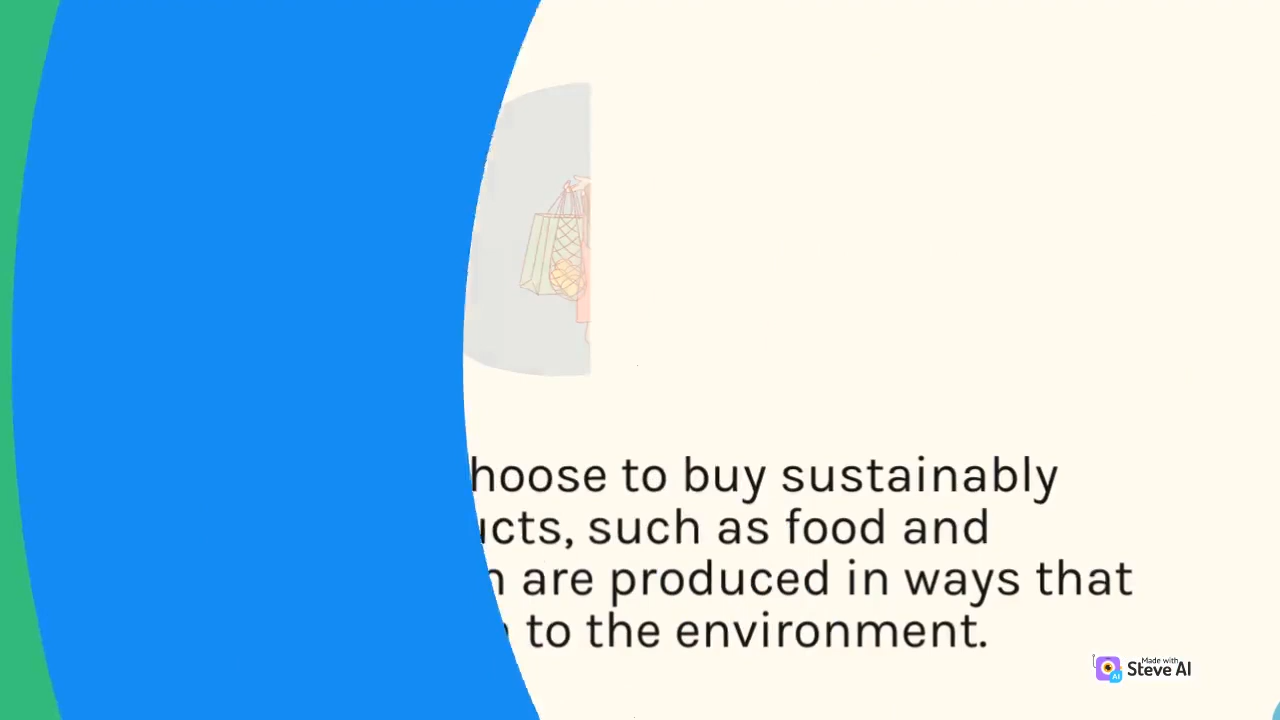 hoose to buy sustainably
ucts, such as food and
are produced in ways that
to the environment.
Made with
Steve AI